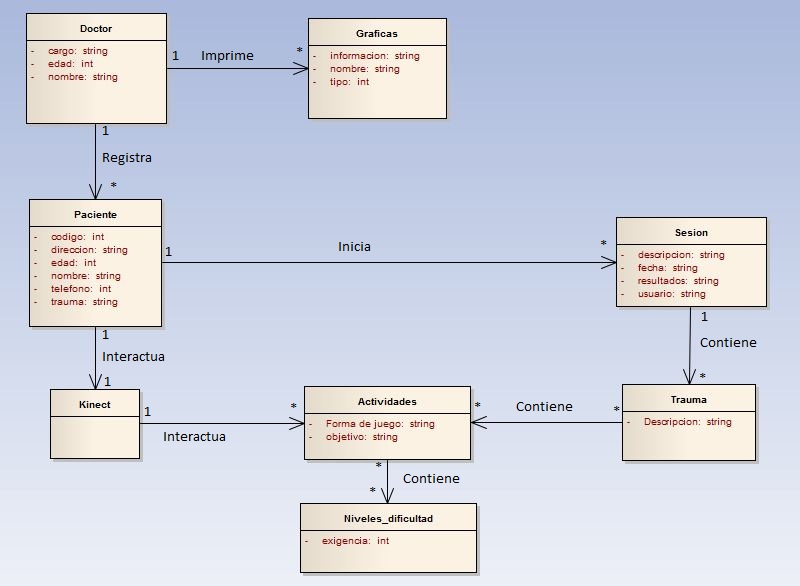 Doctor
- cargo: string
- edad: int
- nombre: string
1 Imprime *
Graficas
- informacion: string
- nombre: string
- tipo: int
1
Registra
*
Paciente
- codigo: int
- direccion: string
- edad: int
- nombre: string
- telefono: int
- trauma: string
1 Inicia *
Sesion
- descripcion: string
- fecha: string
- resultados: string
- usuario: string
1
Interactua
1
1
Contiene
*
Kinect
1 Interactua *
Actividades
- Forma de juego: string
- objetivo: string
* Contiene *
Trauma
- Descripcion: string
*
Contiene
*
Niveles_dificultad
- exigencia: int